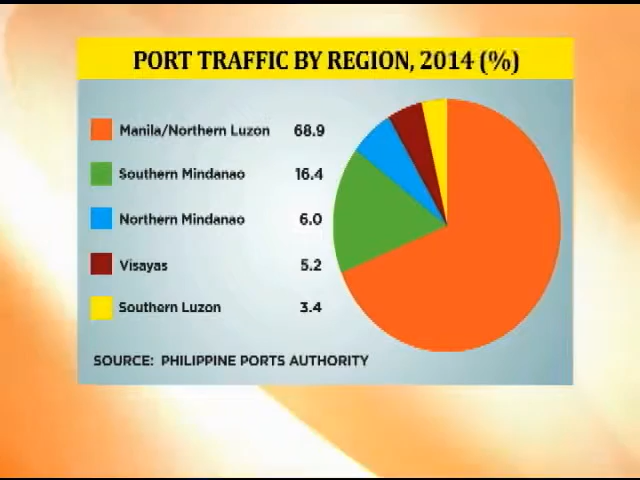 PORT TRAFFIC BY REGION, 2014 (%)
Manila/Northern Luzon 68.9
Southern Mindanao 16.4
Northern Mindanao 6.0
Visayas 5.2
Southern Luzon 3.4
SOURCE: PHILIPPINE PORTS AUTHORITY